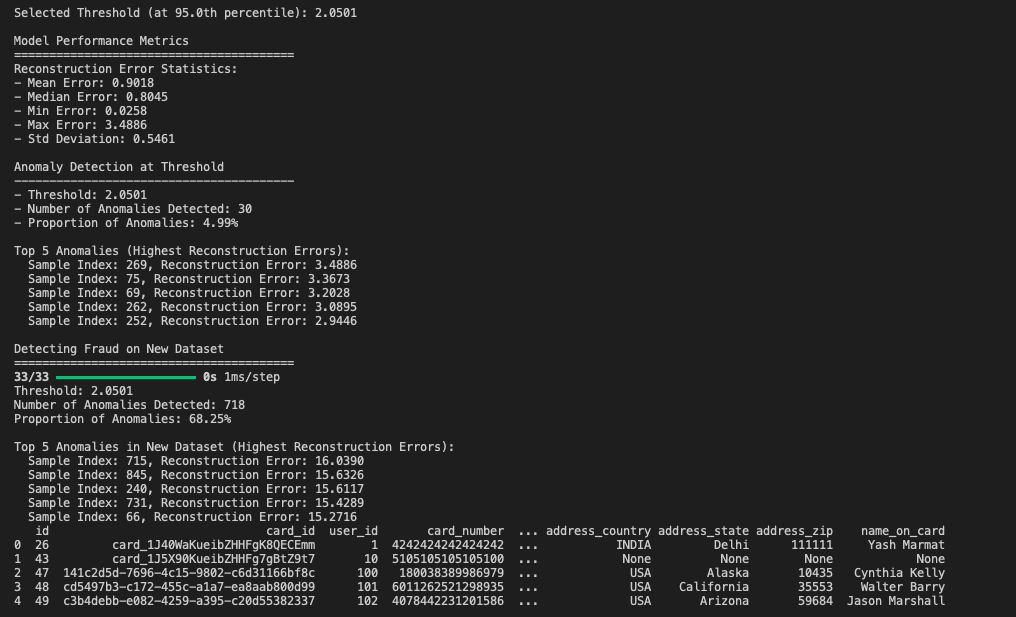 Selected Threshold (at 95.0th percentile): 2.0501
Model Performance Metrics
========================================
Reconstruction Error Statistics:
- Mean Error: 0.9018
- Median Error: 0.8045
- Min Error: 0.0258
- Max Error: 3.4886
- Std Deviation: 0.5461
Anomaly Detection at Threshold
----------------------------------------
- Threshold: 2.0501
- Number of Anomalies Detected: 30
- Proportion of Anomalies: 4.99%
Top 5 Anomalies (Highest Reconstruction Errors):
Sample Index: 269, Reconstruction Error: 3.4886
Sample Index: 75, Reconstruction Error: 3.3673
Sample Index: 69, Reconstruction Error: 3.2028
Sample Index: 262, Reconstruction Error: 3.0895
Sample Index: 252, Reconstruction Error: 2.9446
Detecting Fraud on New Dataset
========================================
33/33 ━━━━━━━━━━━━━━━━━━━━ 0s 1ms/step
Threshold: 2.0501
Number of Anomalies Detected: 718
Proportion of Anomalies: 68.25%
Top 5 Anomalies in New Dataset (Highest Reconstruction Errors):
Sample Index: 715, Reconstruction Error: 16.0390
Sample Index: 845, Reconstruction Error: 15.6326
Sample Index: 240, Reconstruction Error: 15.6117
Sample Index: 731, Reconstruction Error: 15.4289
Sample Index: 66, Reconstruction Error: 15.2716
id card_id user_id card_number ... address_country address_state address_zip name_on_card
0 26 card_1J40WaKueibZHHFgK8QECEmm 1 4242424242424242 ... INDIA Delhi 111111 Yash Marmat
1 43 card_1J5X90KueibZHHFg7gBtZ9t7 10 5105105105105100 ... None None None None
2 47 141c2d5d-7696-4c15-9802-c6d31166bf8c 100 180038389986979 ... USA Alaska 10435 Cynthia Kelly
3 48 cd5497b3-c172-455c-a1a7-ea8aab800d99 101 6011262521298935 ... USA California 35553 Walter Barry
4 49 c3b4debb-e082-4259-a395-c20d55382337 102 4078442231201586 ... USA Arizona 59684 Jason Marshall